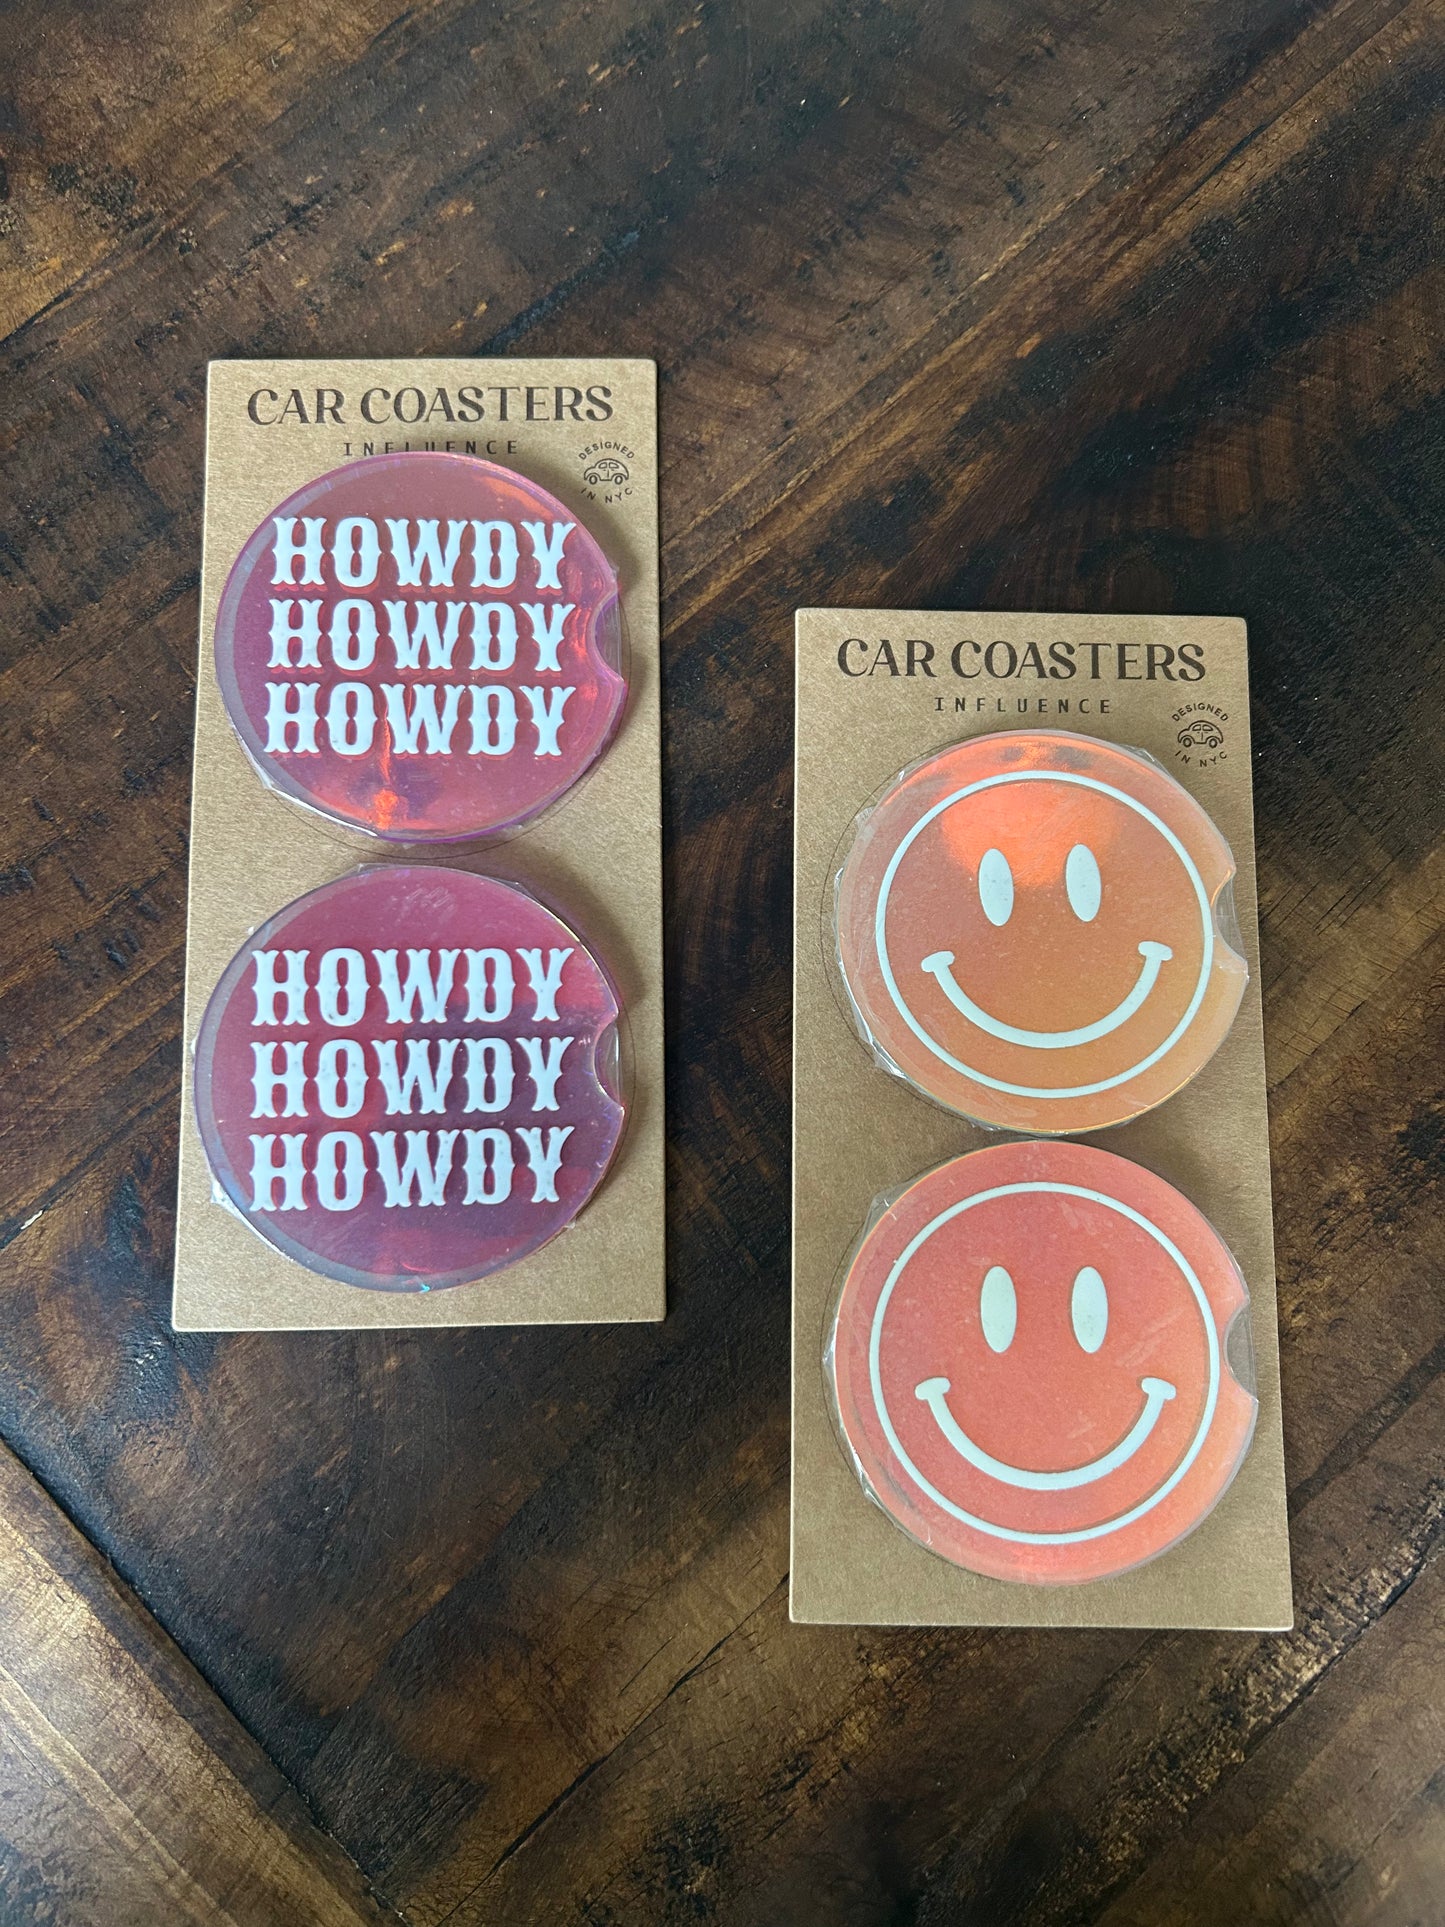 CAR COASTERS
INFLUENCE
DESIGNED
IN NYC
HOWDY
HOWDY
HOWDY
HOWDY
HOWDY
HOWDY
CAR COASTERS
INFLUENCE
DESIGNED
IN NYC